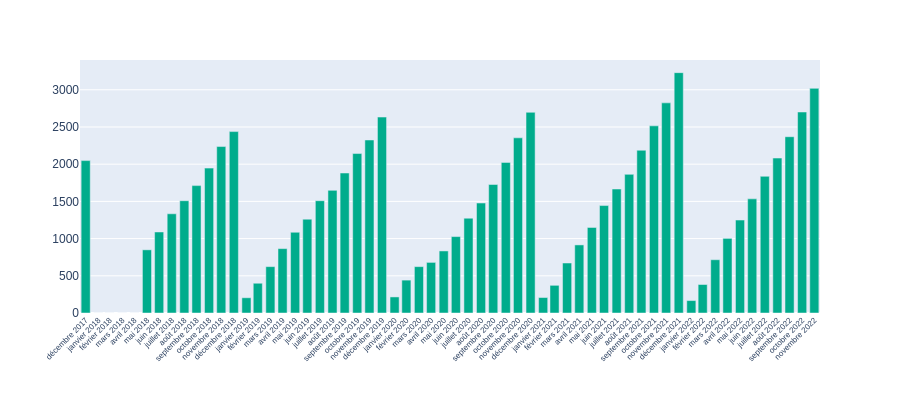 3000
2500
2000
1500
1000
500
0
décembre 2017
janvier 2018
février 2018
mars 2018
avril 2018
mai 2018
juin 2018
juillet 2018
août 2018
septembre 2018
octobre 2018
novembre 2018
décembre 2018
janvier 2019
février 2019
mars 2019
avril 2019
mai 2019
juin 2019
juillet 2019
août 2019
septembre 2019
octobre 2019
novembre 2019
décembre 2019
janvier 2020
février 2020
mars 2020
avril 2020
mai 2020
juin 2020
juillet 2020
août 2020
septembre 2020
octobre 2020
novembre 2020
décembre 2020
janvier 2021
février 2021
mars 2021
avril 2021
mai 2021
juin 2021
juillet 2021
août 2021
septembre 2021
octobre 2021
novembre 2021
décembre 2021
janvier 2022
février 2022
mars 2022
avril 2022
mai 2022
juin 2022
juillet 2022
août 2022
septembre 2022
octobre 2022
novembre 2022